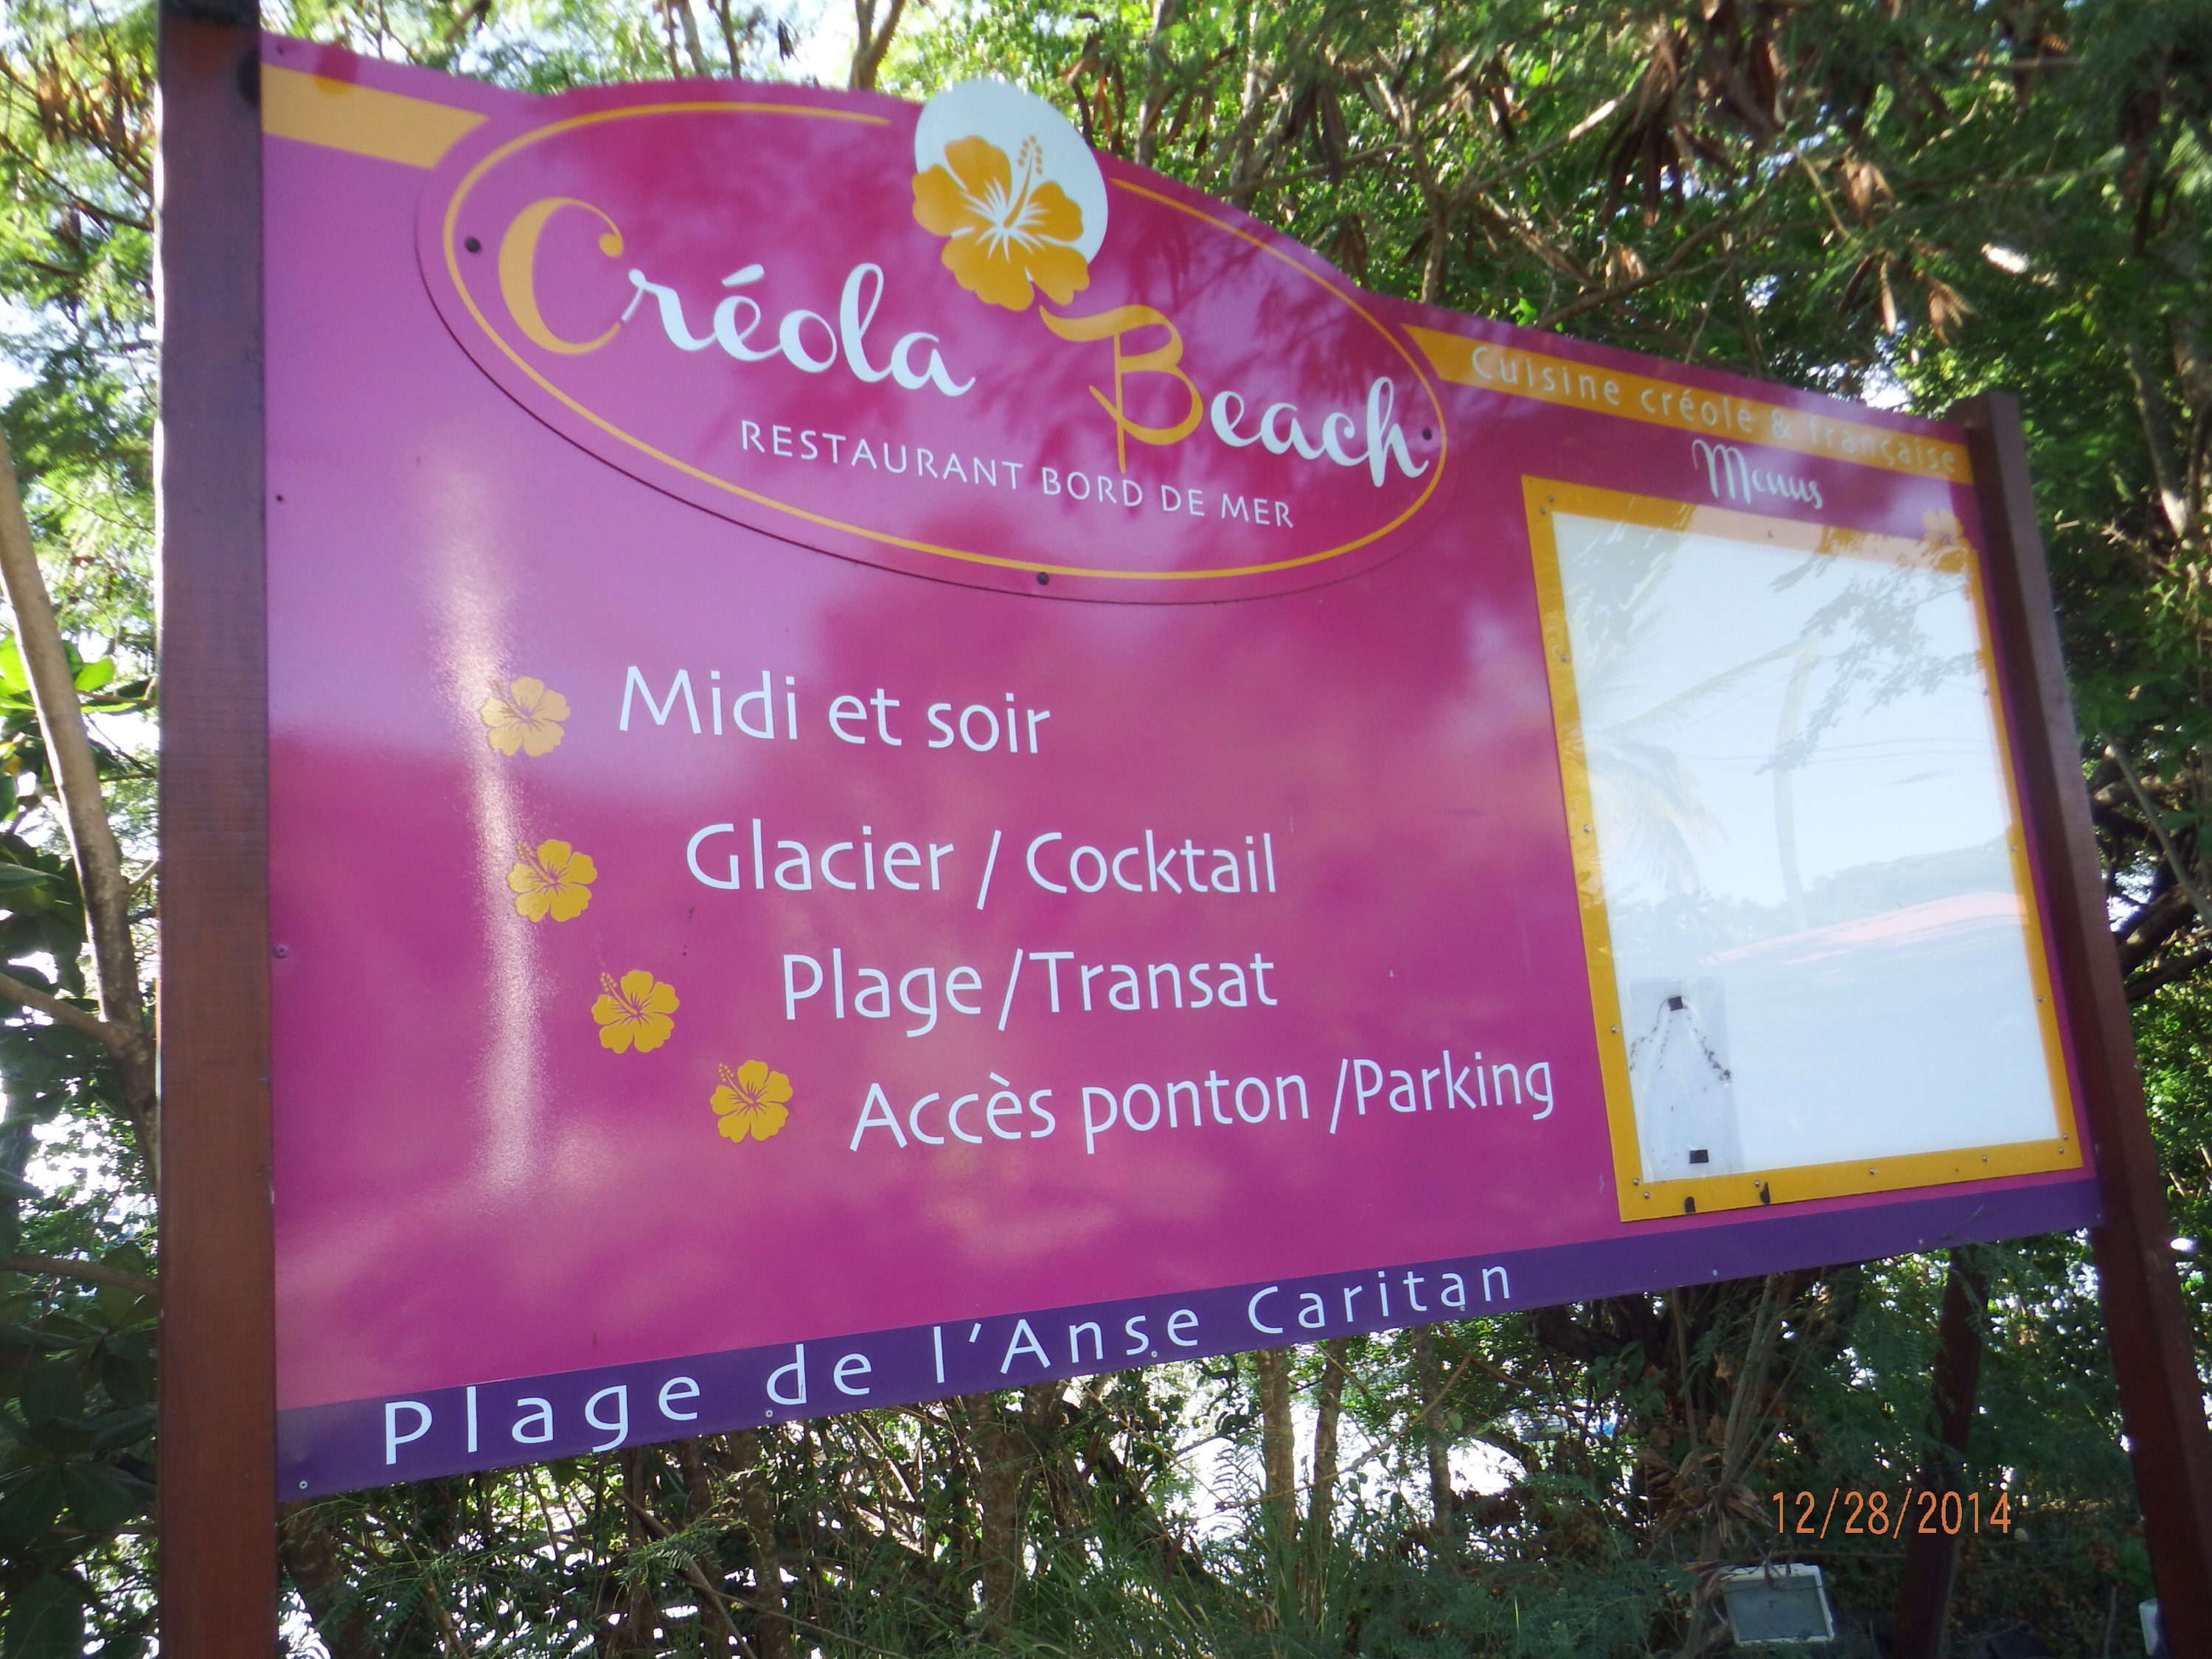 Créola Beach
RESTAURANT BORD DE MER
Cuisine créole & française
Menus
Midi et soir
Glacier / Cocktail
Plage/Transat
Accès ponton /Parking
Plage de l'Anse Caritan
12/28/2014